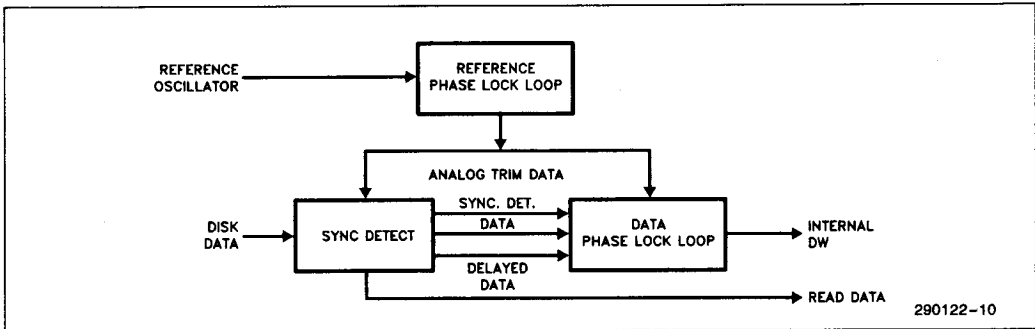 REFERENCE
OSCILLATOR
REFERENCE
PHASE LOCK LOOP
ANALOG TRIM DATA
DISK
DATA
SYNC DETECT
SYNC. DET.
DATA
DELAYED
DATA
DATA
PHASE LOCK LOOP
INTERNAL
DW
READ DATA
290122-10